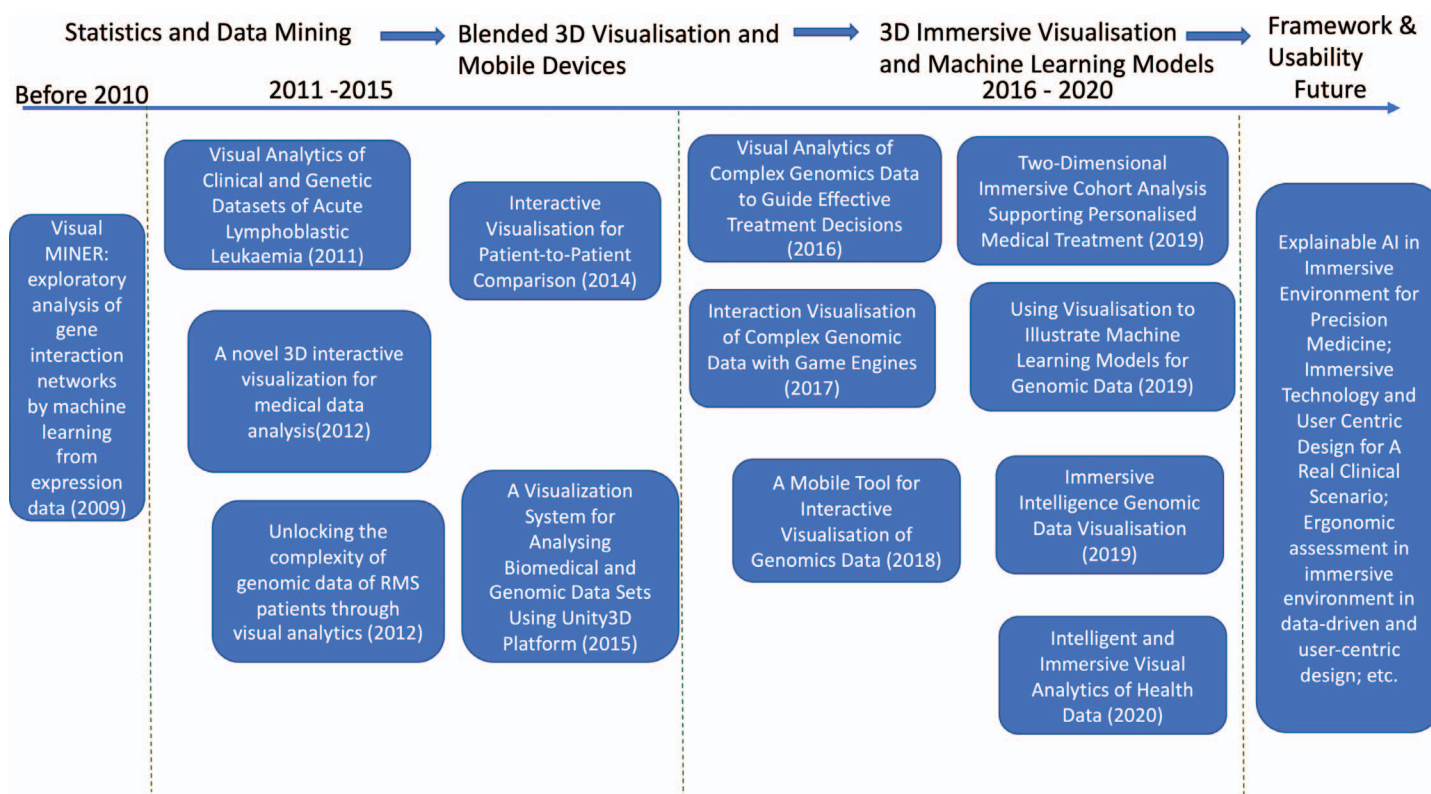 Statistics and Data Mining
Blended 3D Visualisation and
Mobile Devices
3D Immersive Visualisation
and Machine Learning Models
Framework &
Usability
Before 2010
2011 -2015
2016 - 2020
Future
Visual
MINER:
exploratory
analysis of
gene
interaction
networks
by machine
learning
from
expression
data (2009)
Visual Analytics of
Clinical and Genetic
Datasets of Acute
Lymphoblastic
Leukaemia (2011)
A novel 3D interactive
visualization for
medical data
analysis(2012)
Unlocking the
complexity of
genomic data of RMS
patients through
visual analytics (2012)
Interactive
Visualisation for
Patient-to-Patient
Comparison (2014)
A Visualization
System for
Analysing
Biomedical and
Genomic Data Sets
Using Unity3D
Platform (2015)
Visual Analytics of
Complex Genomics Data
to Guide Effective
Treatment Decisions
(2016)
Interaction Visualisation
of Complex Genomic
Data with Game Engines
(2017)
A Mobile Tool for
Interactive
Visualisation of
Genomics Data (2018)
Two-Dimensional
Immersive Cohort Analysis
Supporting Personalised
Medical Treatment (2019)
Using Visualisation to
Illustrate Machine
Learning Models for
Genomic Data (2019)
Immersive
Intelligence Genomic
Data Visualisation
(2019)
Intelligent and
Immersive Visual
Analytics of Health
Data (2020)
Explainable AI in
Immersive
Environment for
Precision
Medicine;
Immersive
Technology and
User Centric
Design for A
Real Clinical
Scenario;
Ergonomic
assessment in
immersive
environment in
data-driven and
user-centric
design; etc.